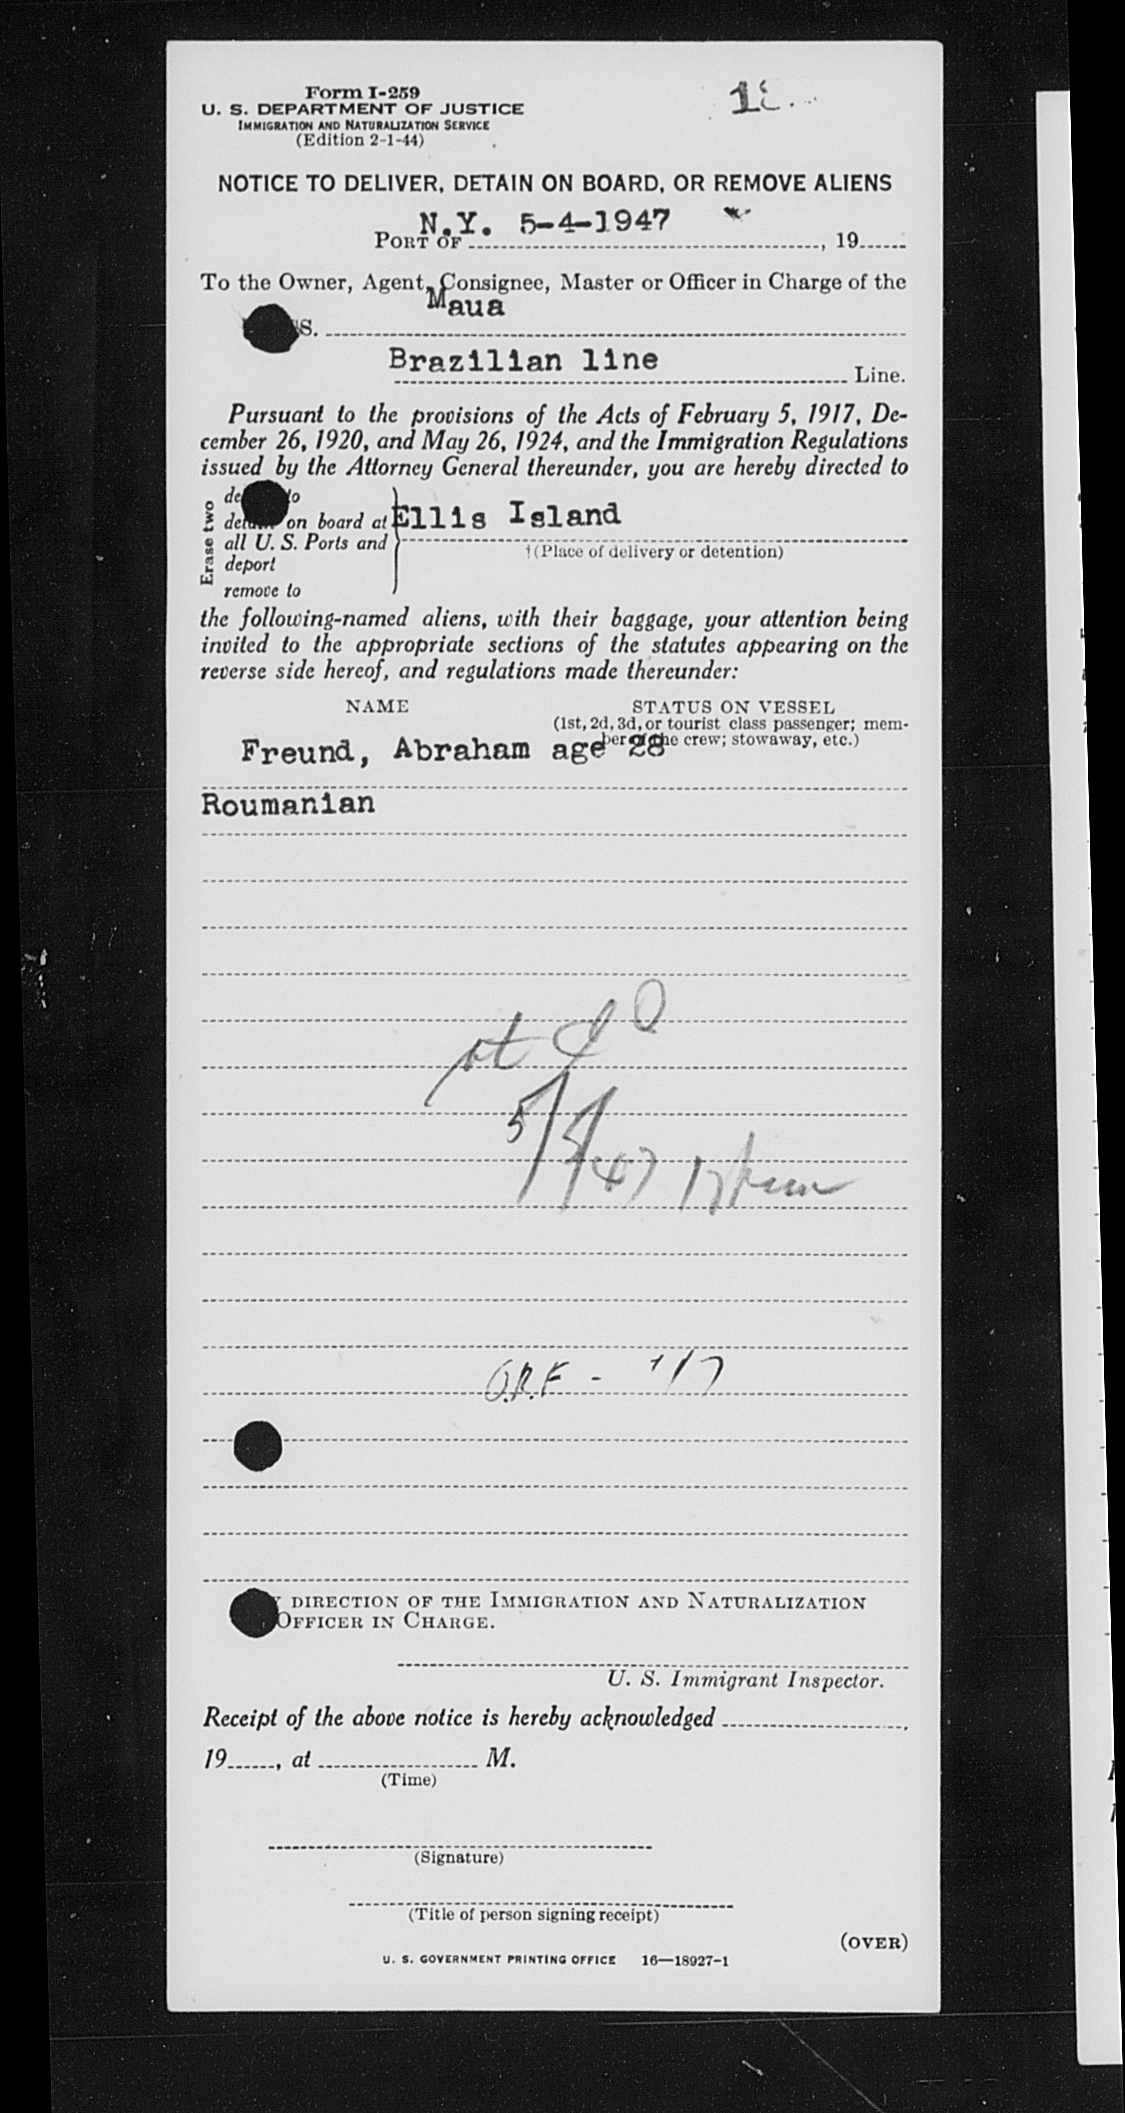 Form I-259
U. S. DEPARTMENT OF JUSTICE
IMMIGRATION AND NATURALIZATION SERVICE
(Edition 2-1-44)
NOTICE TO DELIVER, DETAIN ON BOARD, OR REMOVE ALIENS
N.Y. 5-4-1947
PORT OF , 19
To the Owner, Agent, Consignee, Master or Officer in Charge of the
Maua
SS.
Brazilian line
Line.
Pursuant to the provisions of the Acts of February 5, 1917, De-
cember 26, 1920, and May 26, 1924, and the Immigration Regulations
issued by the Attorney General thereunder, you are hereby directed to
Erase two
to
on board at Ellis Island
all U. S. Ports and
†(Place of delivery or detention)
deport
remove to
the following-named aliens, with their baggage, your attention being
invited to the appropriate sections of the statutes appearing on the
reverse side hereof, and regulations made thereunder:
NAME STATUS ON VESSEL
(1st, 2d, 3d, or tourist class passenger; mem-
ber of the crew; stowaway, etc.)
Freund, Abraham age 28
Roumanian
5/5/47
O.R.F -
DIRECTION OF THE IMMIGRATION AND NATURALIZATION
OFFICER IN CHARGE.
U. S. Immigrant Inspector.
Receipt of the above notice is hereby acknowledged ,
19 , at M.
(Time)
(Signature)
(Title of person signing receipt)
(OVER)
U. S. GOVERNMENT PRINTING OFFICE 16—18927-1